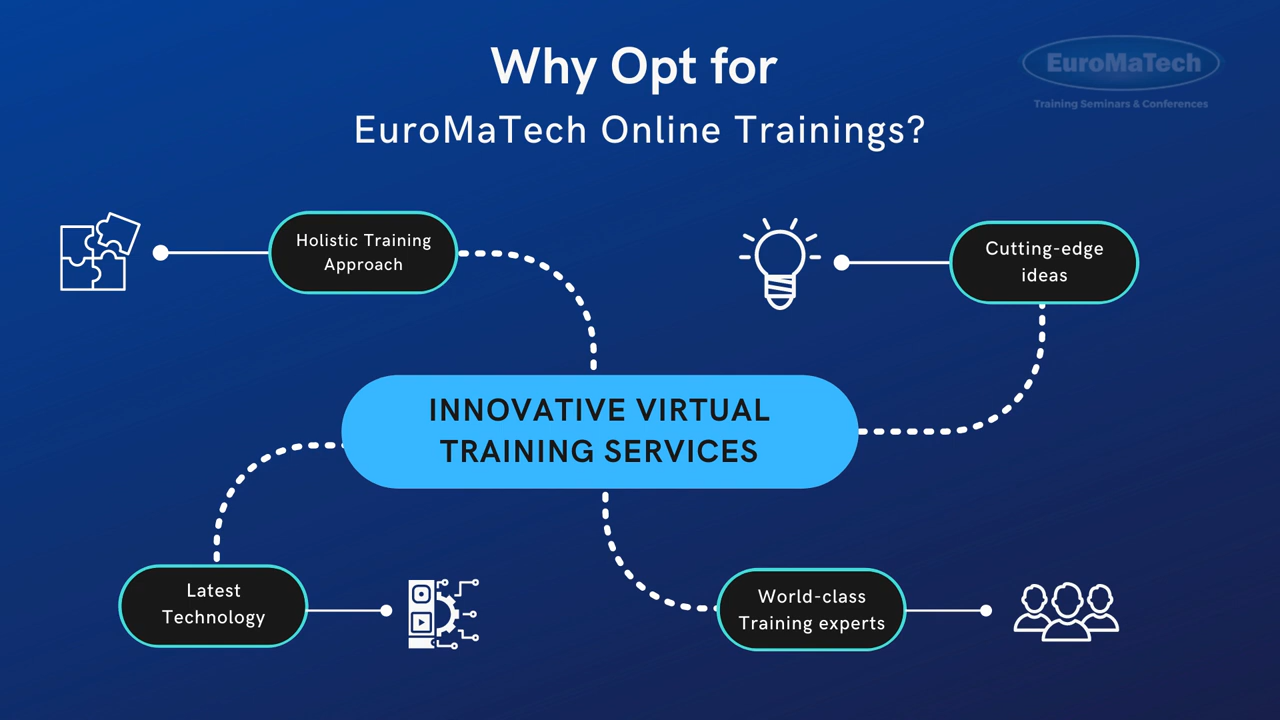 Why Opt for
EuroMaTech Online Trainings?
EuroMaTech
Training Seminars & Conferences
Holistic Training
Approach
Cutting-edge
ideas
INNOVATIVE VIRTUAL
TRAINING SERVICES
Latest
Technology
World-class
Training experts